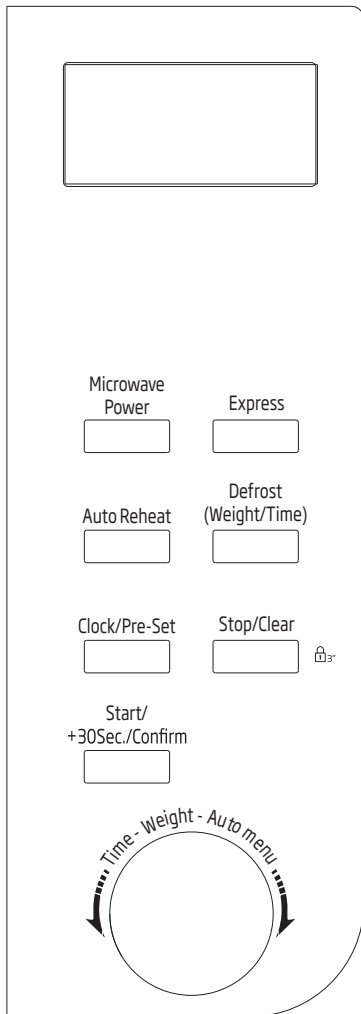 Microwave
Power
Express
Auto Reheat
Defrost
(Weight/Time)
Clock/Pre-Set
Stop/Clear
3"
Start/
+30Sec./Confirm
Time - Weight - Auto menu